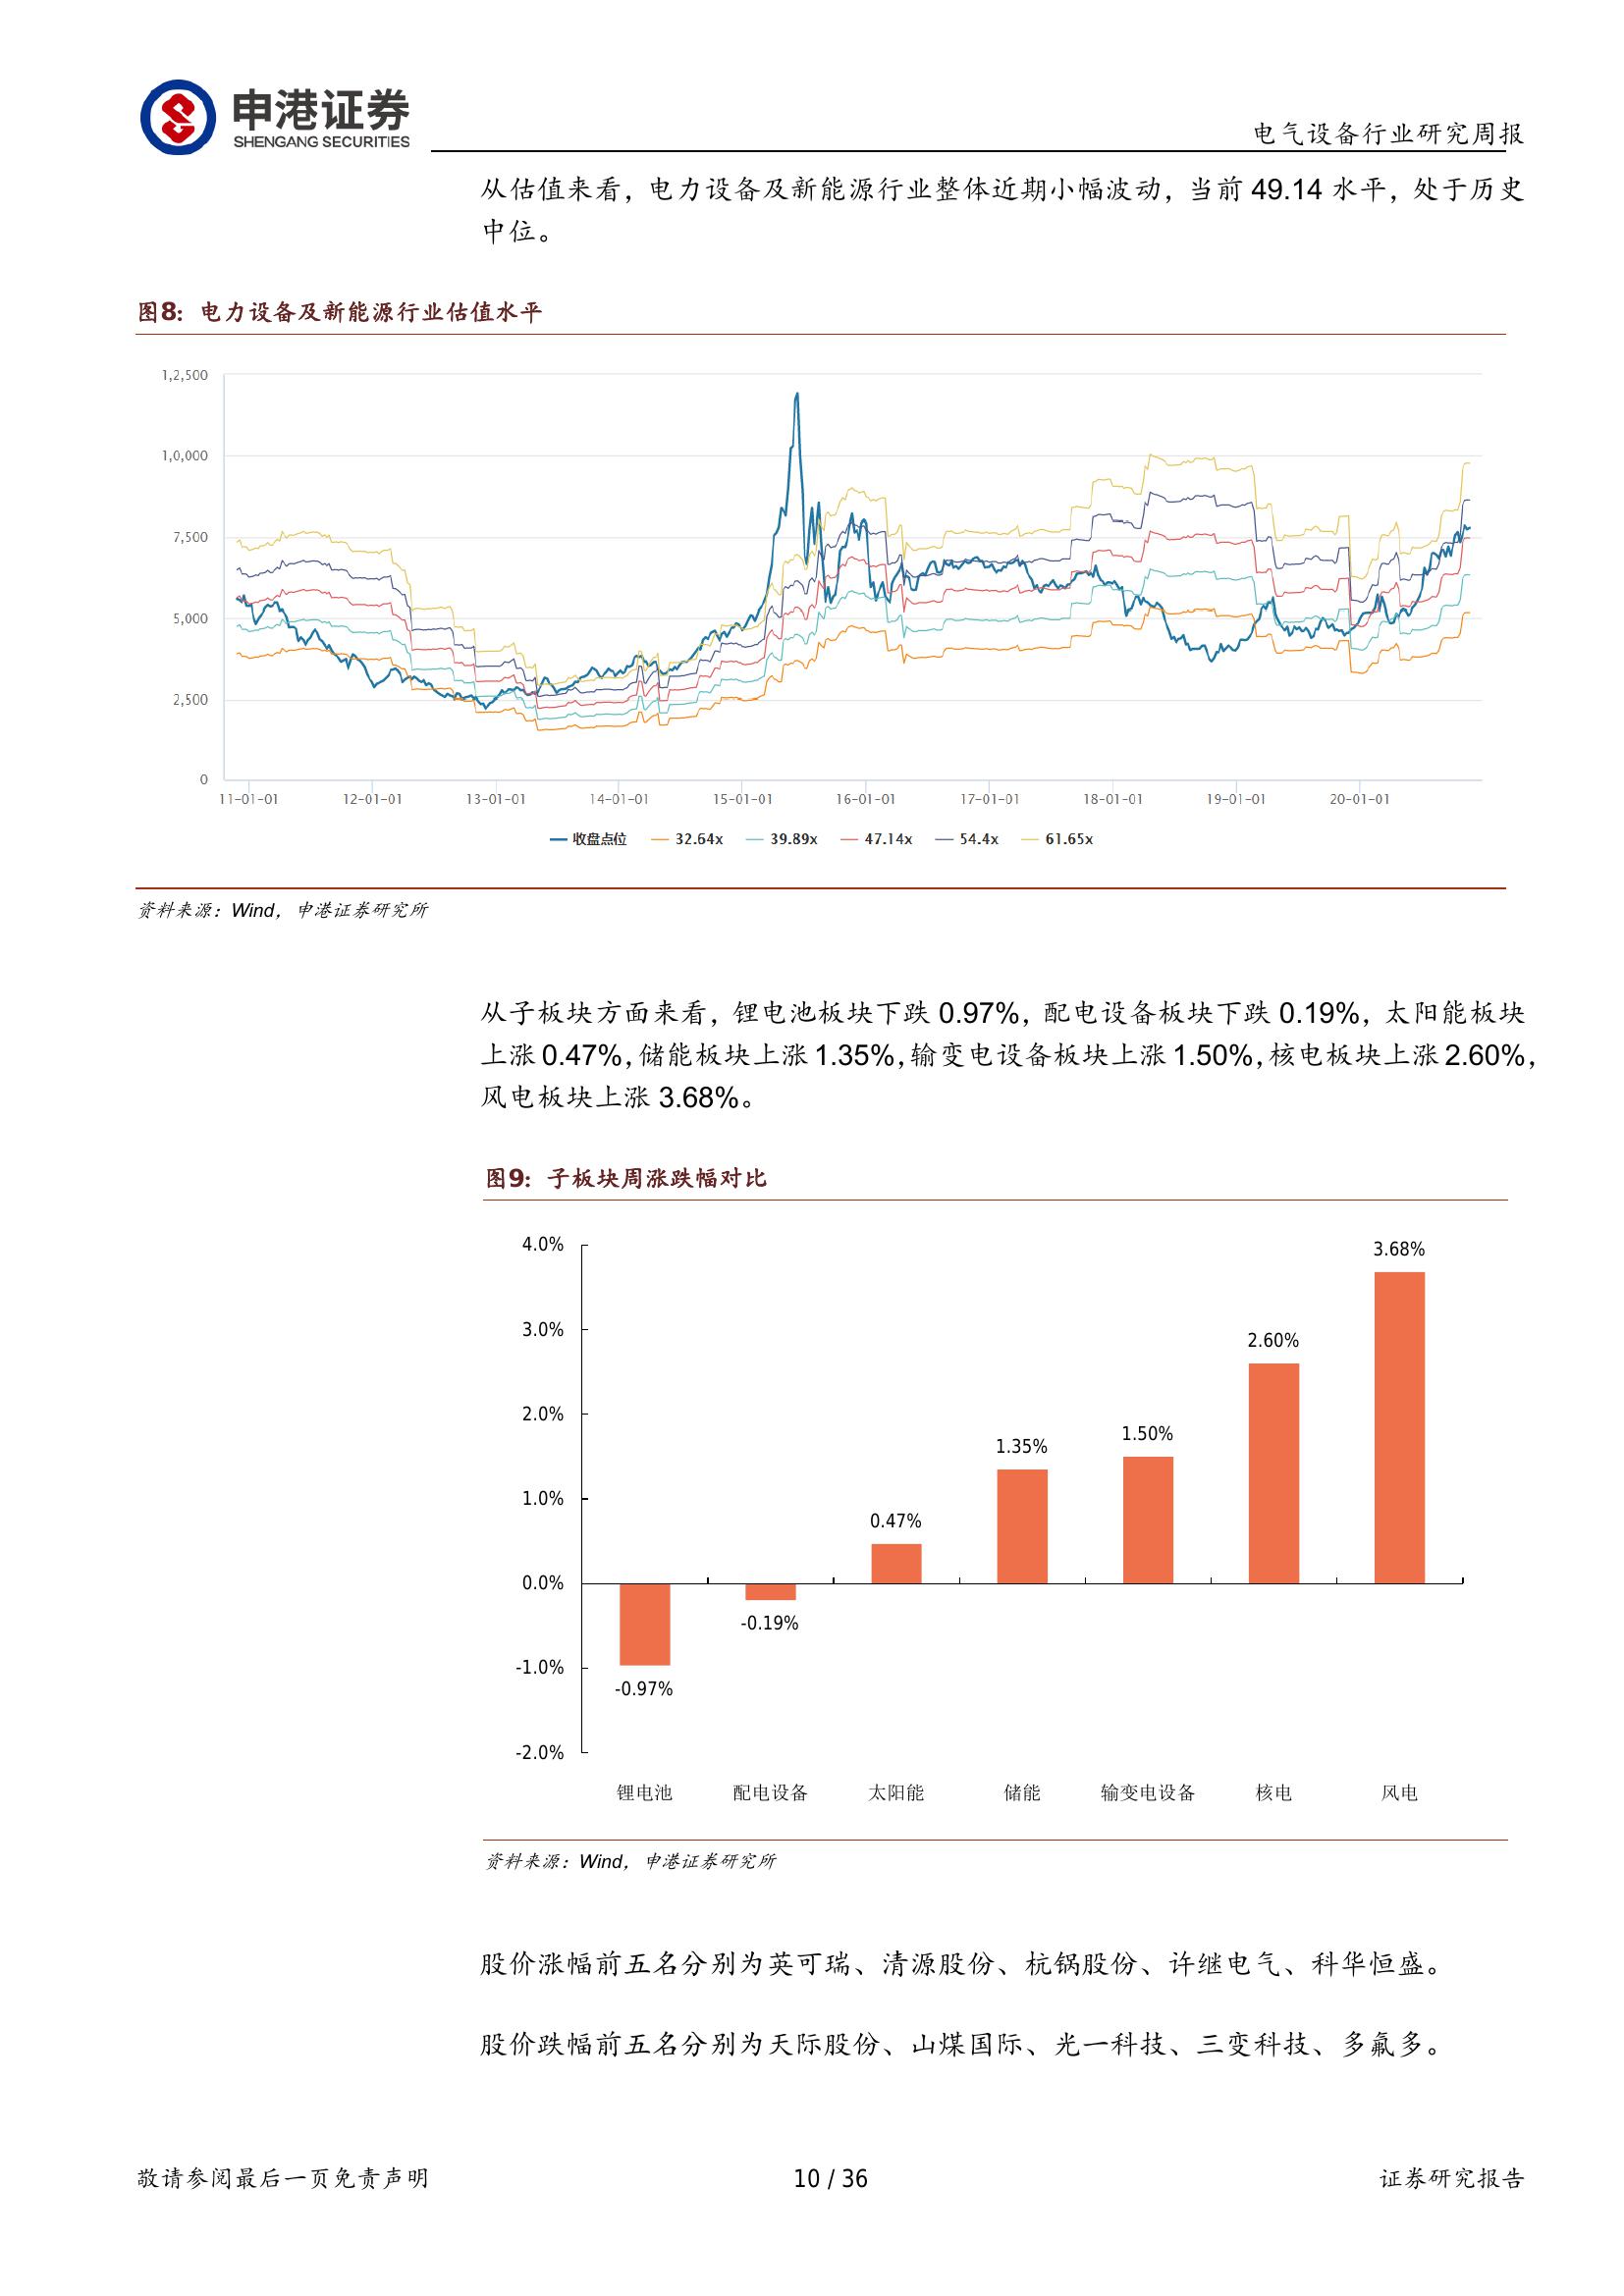 申港证券
SHENGANG SECURITIES
电气设备行业研究周报
从估值来看，电力设备及新能源行业整体近期小幅波动，当前 49.14 水平，处于历史
中位。
图8：电力设备及新能源行业估值水平
1,2,500
1,0,000
7,500
5,000
2,500
0
11-01-01 12-01-01 13-01-01 14-01-01 15-01-01 16-01-01 17-01-01 18-01-01 19-01-01 20-01-01
收盘点位 32.64x 39.89x 47.14x 54.4x 61.65x
资料来源：Wind，申港证券研究所
从子板块方面来看，锂电池板块下跌 0.97%，配电设备板块下跌 0.19%，太阳能板块
上涨 0.47%，储能板块上涨 1.35%，输变电设备板块上涨 1.50%，核电板块上涨 2.60%，
风电板块上涨 3.68%。
图9：子板块周涨跌幅对比
4.0%
3.0%
2.0%
1.0%
0.0%
-1.0%
-2.0%
-0.97%
-0.19%
0.47%
1.35%
1.50%
2.60%
3.68%
锂电池 配电设备 太阳能 储能 输变电设备 核电 风电
资料来源：Wind，申港证券研究所
股价涨幅前五名分别为英可瑞、清源股份、杭锅股份、许继电气、科华恒盛。
股价跌幅前五名分别为天际股份、山煤国际、光一科技、三变科技、多氟多。
敬请参阅最后一页免责声明 10 / 36 证券研究报告